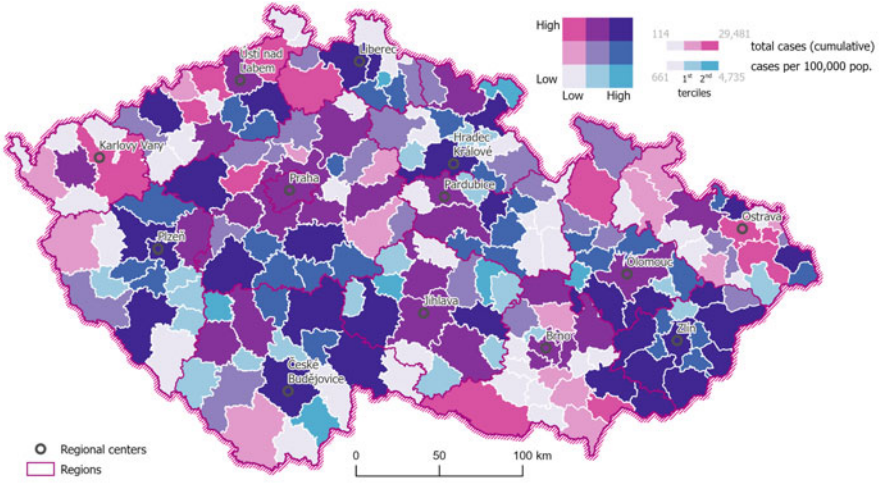 High
Low
Low
High
114
29,481
total cases (cumulative)
661
1st
2nd
4,735
cases per 100,000 pop.
terciles
Liberec
Ústí nad
Labem
Karlovy Vary
Hradec
Králové
Praha
Pardubice
Plzeň
Ostrava
Olomouc
Jihlava
Zlín
Brno
České
Budějovice
Regional centers
Regions
0
50
100 km